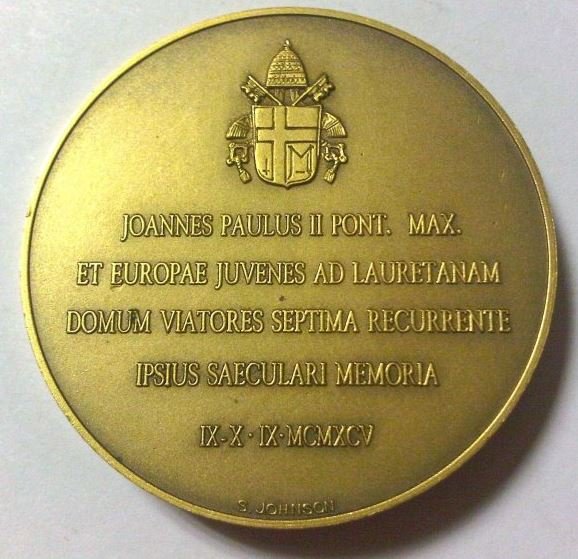 JOANNES PAULUS II PONT. MAX.
ET EUROPAE JUVENES AD LAURETANAM
DOMUM VIATORES SEPTIMA RECURRENTE
IPSIUS SAECULARI MEMORIA
IX-X·IX·MCMXCV
S. JOHNSON